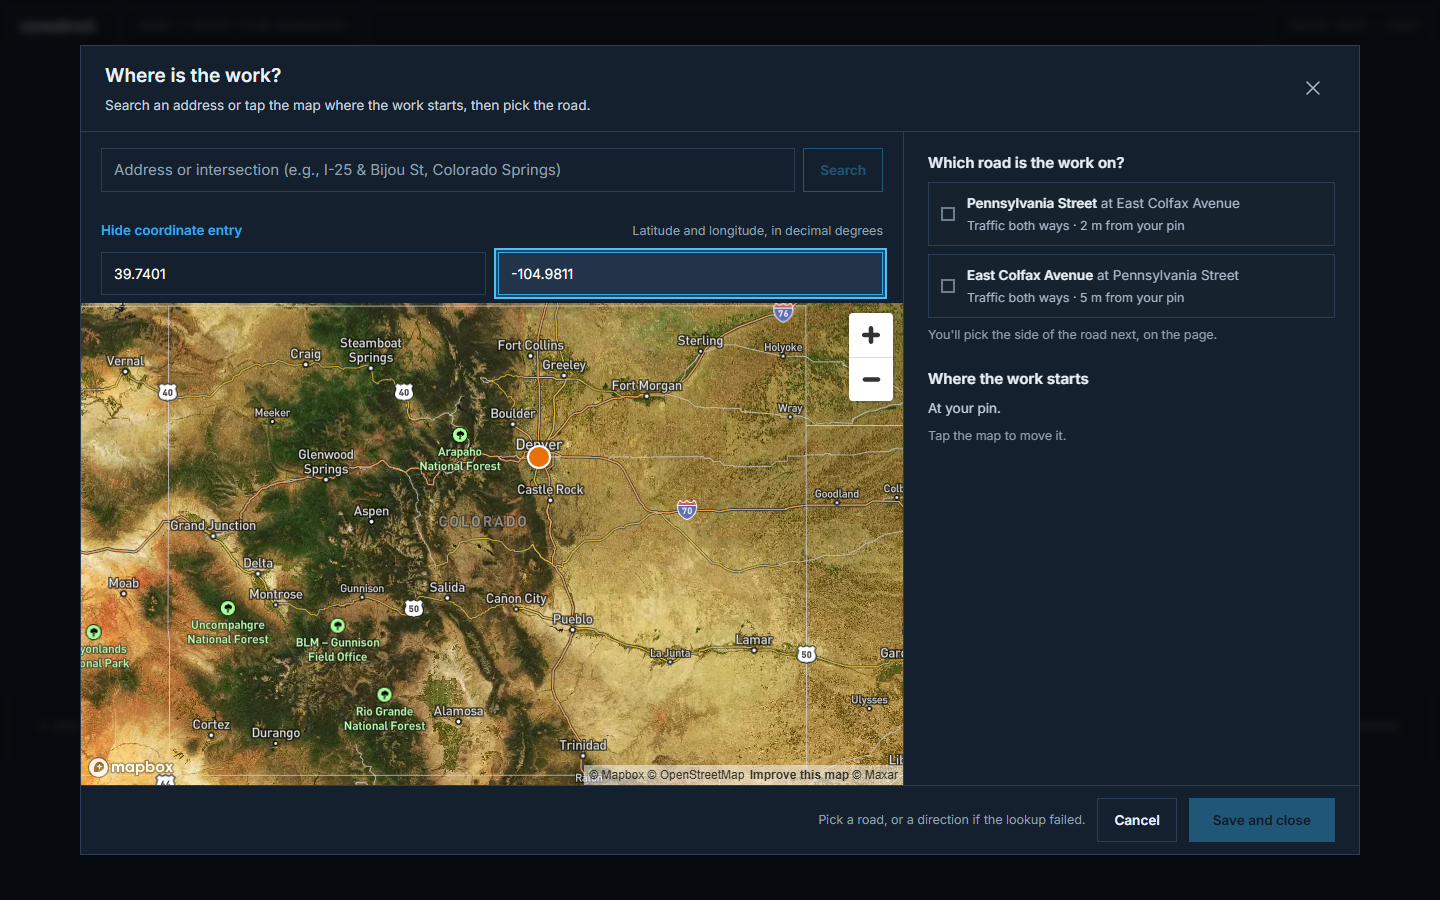 Where is the work?
Search an address or tap the map where the work starts, then pick the road.
Address or intersection (e.g., I-25 & Bijou St, Colorado Springs)
Search
Hide coordinate entry
Latitude and longitude, in decimal degrees
39.7401
-104.9811
Which road is the work on?
Pennsylvania Street at East Colfax Avenue
Traffic both ways · 2 m from your pin
East Colfax Avenue at Pennsylvania Street
Traffic both ways · 5 m from your pin
You'll pick the side of the road next, on the page.
Where the work starts
At your pin.
Tap the map to move it.
76
Vernal
Craig
Steamboat
Springs
Fort Collins
Greeley
Sterling
Holyoke
40
40
Fort Morgan
Meeker
Boulder
Wray
Denver
Arapaho
National Forest
Glenwood
Springs
Castle Rock
Goodland
Aspen
COLORADO
70
Grand Junction
Delta
Moab
Montrose
Gunnison
Salida
Cañon City
50
Pueblo
Uncompahgre
National Forest
BLM – Gunnison
Field Office
Lamar
La Junta
50
Rio Grande
National Forest
Alamosa
Ulysses
Cortez
Durango
Trinidad
mapbox
© Mapbox © OpenStreetMap Improve this map © Maxar
Pick a road, or a direction if the lookup failed.
Cancel
Save and close